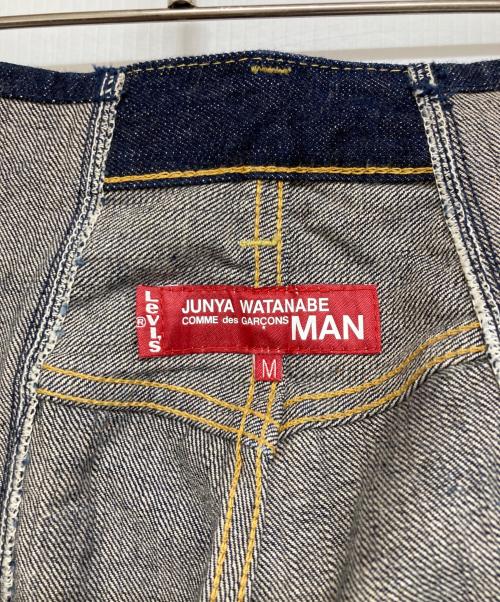 LEVI'S ®
JUNYA WATANABE
COMME des GARÇONS MAN
M